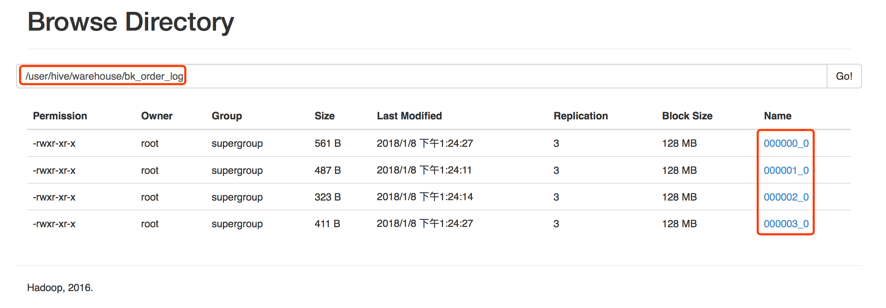 Browse Directory
/user/hive/warehouse/bk_order_log Go!
Permission Owner Group Size Last Modified Replication Block Size Name
-rwxr-xr-x root supergroup 561 B 2018/1/8 下午1:24:27 3 128 MB 000000_0
-rwxr-xr-x root supergroup 487 B 2018/1/8 下午1:24:11 3 128 MB 000001_0
-rwxr-xr-x root supergroup 323 B 2018/1/8 下午1:24:14 3 128 MB 000002_0
-rwxr-xr-x root supergroup 411 B 2018/1/8 下午1:24:27 3 128 MB 000003_0
Hadoop, 2016.